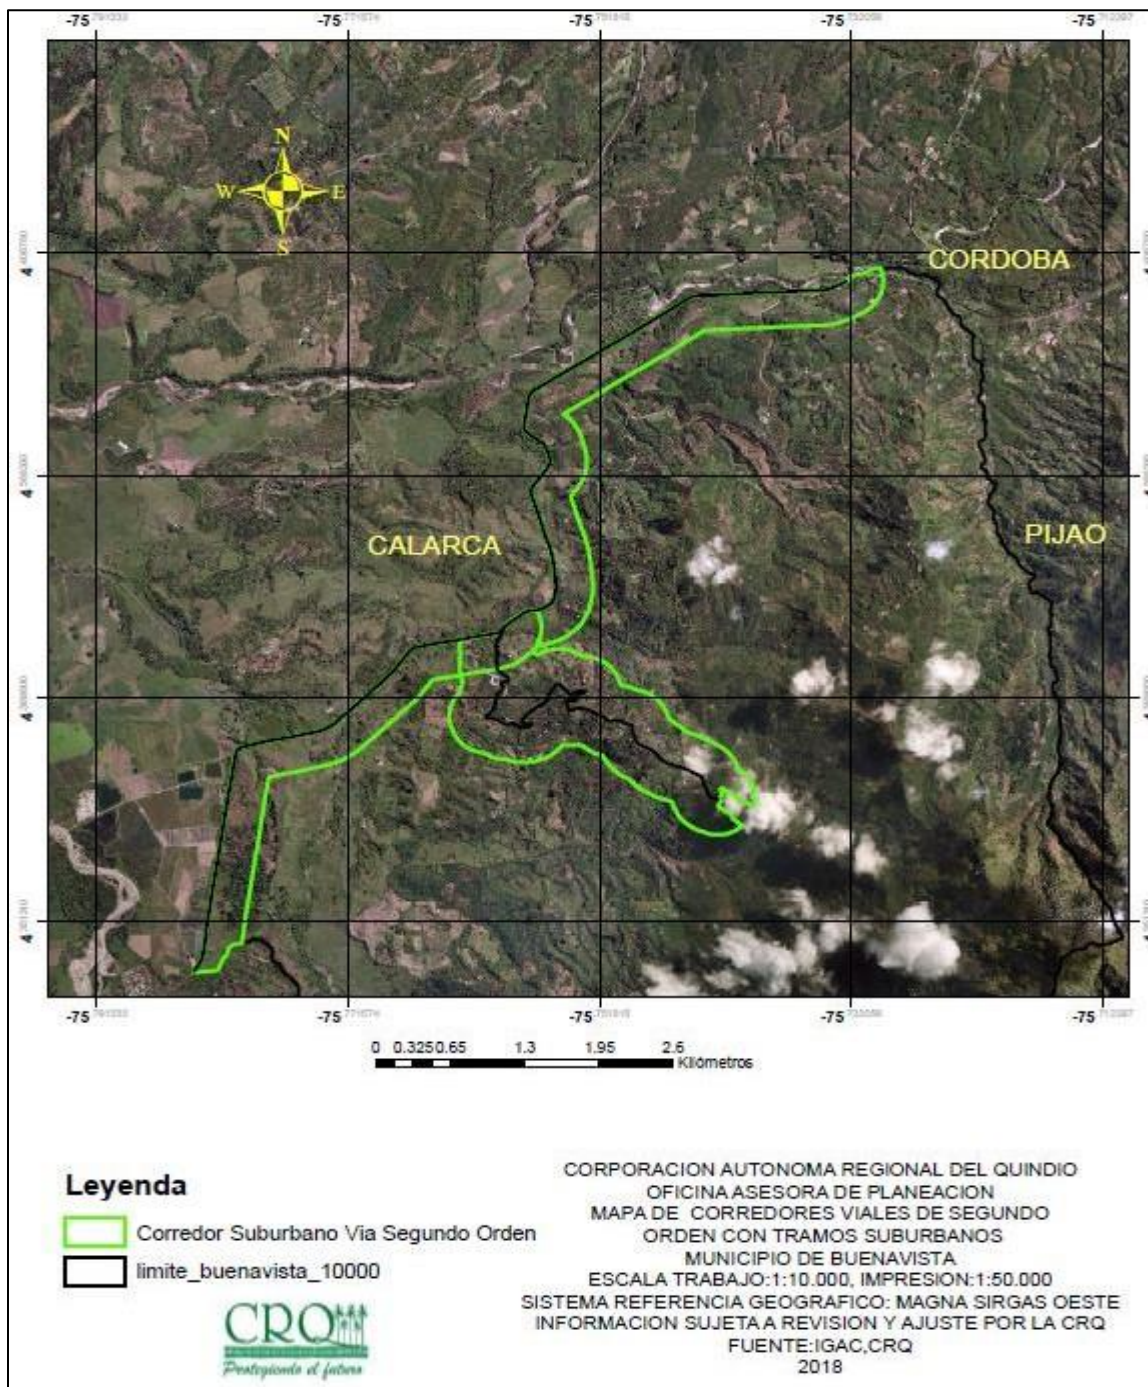 -75 -75 -75 -75 -75
N
W E
S
CORDOBA
PIJAO
CALARCA
4 4 4 4
-75 -75 -75 -75 -75
0 0.325 0.65 1.3 1.95 2.6
Kilómetros
Leyenda
Corredor Suburbano Via Segundo Orden
limite_buenavista_10000
CRQ
Protegiendo el futuro
CORPORACION AUTONOMA REGIONAL DEL QUINDIO
OFICINA ASESORA DE PLANEACION
MAPA DE CORREDORES VIALES DE SEGUNDO
ORDEN CON TRAMOS SUBURBANOS
MUNICIPIO DE BUENAVISTA
ESCALA TRABAJO:1:10.000, IMPRESION:1:50.000
SISTEMA REFERENCIA GEOGRAFICO: MAGNA SIRGAS OESTE
INFORMACION SUJETA A REVISION Y AJUSTE POR LA CRQ
FUENTE:IGAC,CRQ
2018